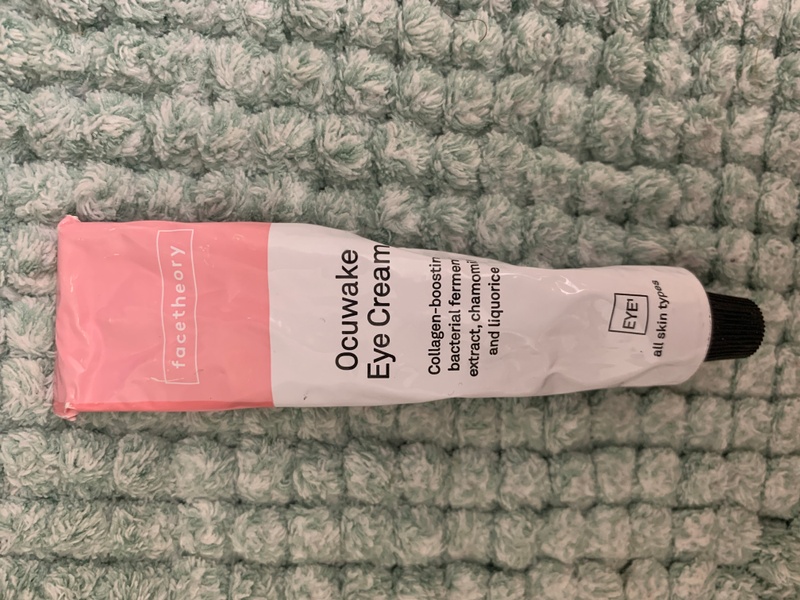 facetheory
Ocuwake
Eye Cream
Collagen-boostin
bacterial fermen
extract, chamomi
and liquorice
EYE¹
all skin types